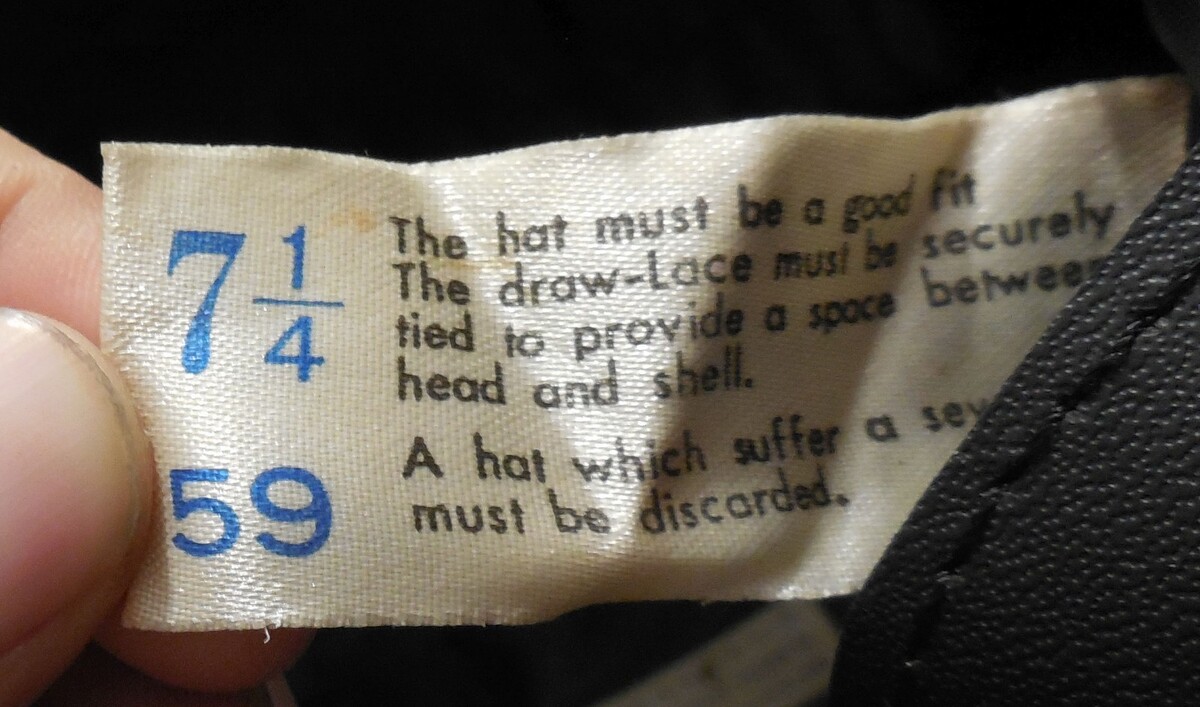 7 1/4
59
The hat must be a good fit
The draw-Lace must be securely
tied to provide a space between
head and shell.
A hat which suffer a
must be discarded.